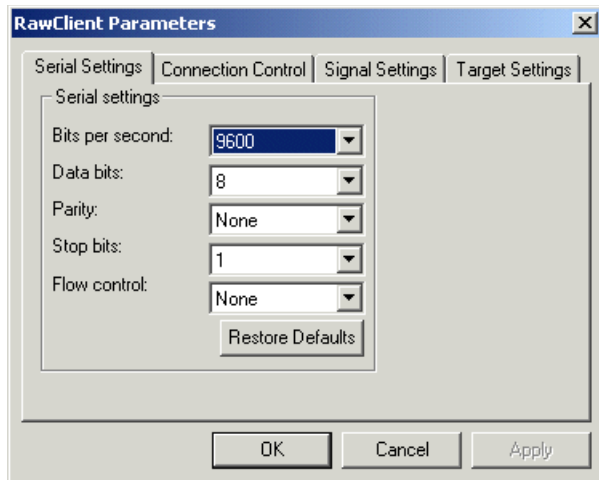 RawClient Parameters
Serial Settings Connection Control Signal Settings Target Settings
Serial settings
Bits per second: 9600
Data bits: 8
Parity: None
Stop bits: 1
Flow control: None
Restore Defaults
OK Cancel Apply